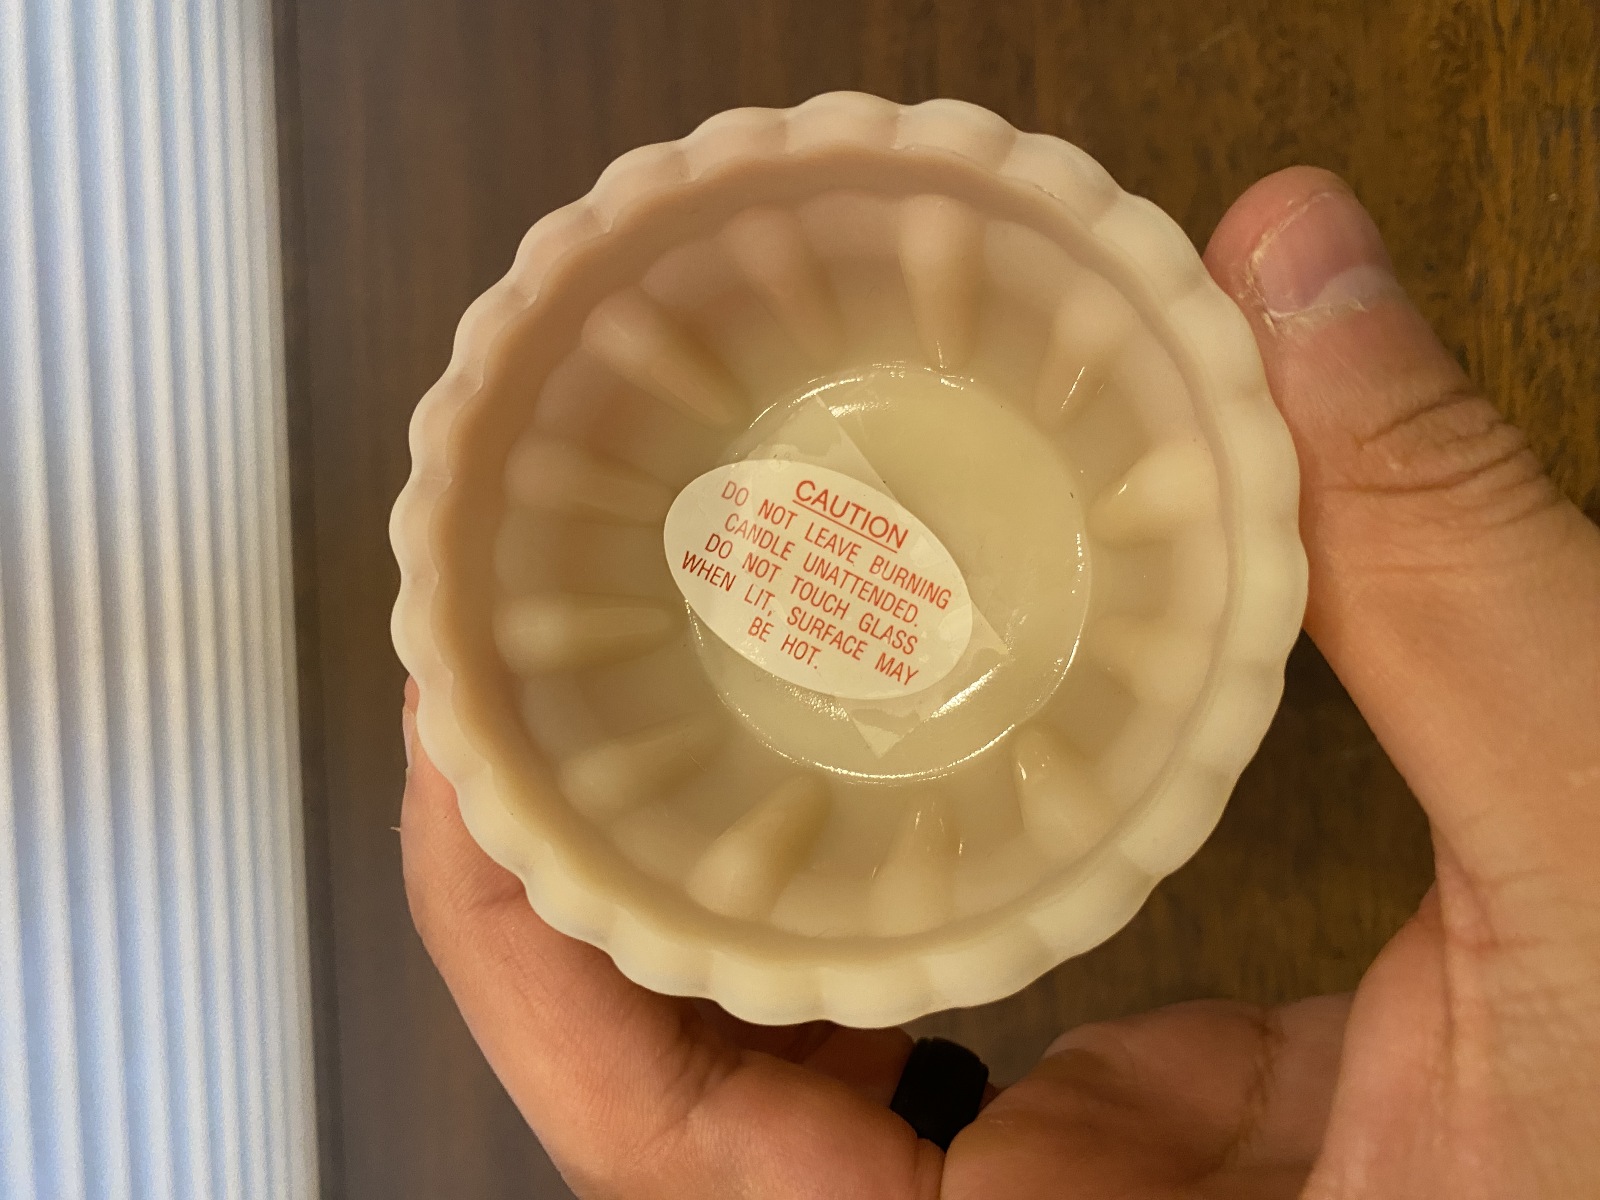 CAUTION
DO NOT LEAVE BURNING
CANDLE UNATTENDED.
DO NOT TOUCH GLASS
WHEN LIT, SURFACE MAY
BE HOT.